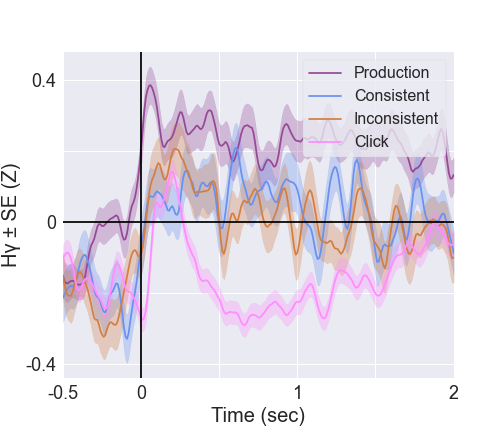 Production
Consistent
Inconsistent
Click
0.4
0
-0.4
Hγ ± SE (Z)
-0.5
0
1
2
Time (sec)